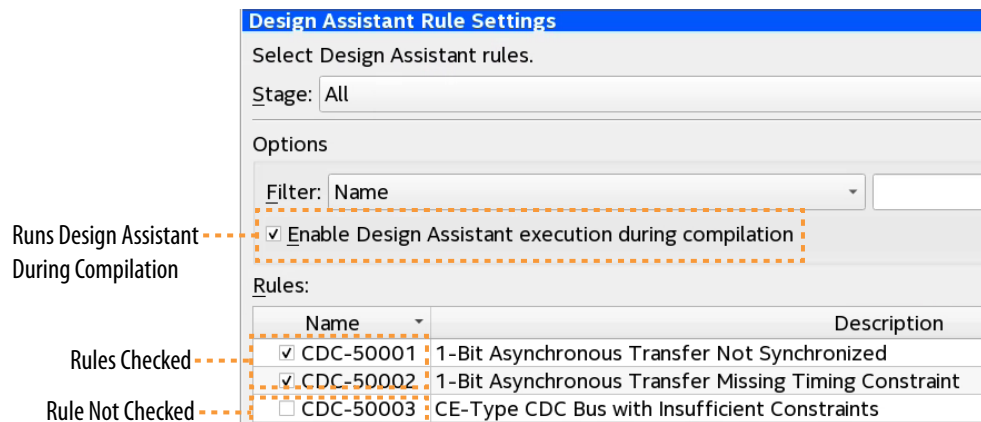 Design Assistant Rule Settings
Select Design Assistant rules.
Stage: All
Options
Filter: Name
Runs Design Assistant
During Compilation
Enable Design Assistant execution during compilation
Rules:
Name Description
Rules Checked
CDC-50001 1-Bit Asynchronous Transfer Not Synchronized
CDC-50002 1-Bit Asynchronous Transfer Missing Timing Constraint
Rule Not Checked
CDC-50003 CE-Type CDC Bus with Insufficient Constraints